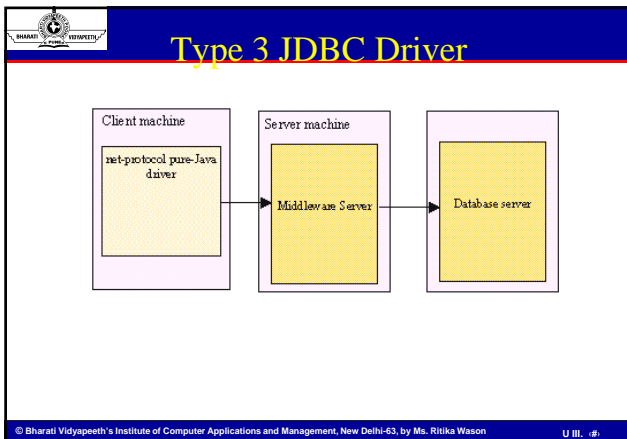 BHARATI VIDYAPEETH
PUNE
Type 3 JDBC Driver
Client machine
net-protocol pure-Java
driver
Server machine
Middleware Server
Database server
© Bharati Vidyapeeth's Institute of Computer Applications and Management, New Delhi-63, by Ms. Ritika Wason
U III. ‹#›